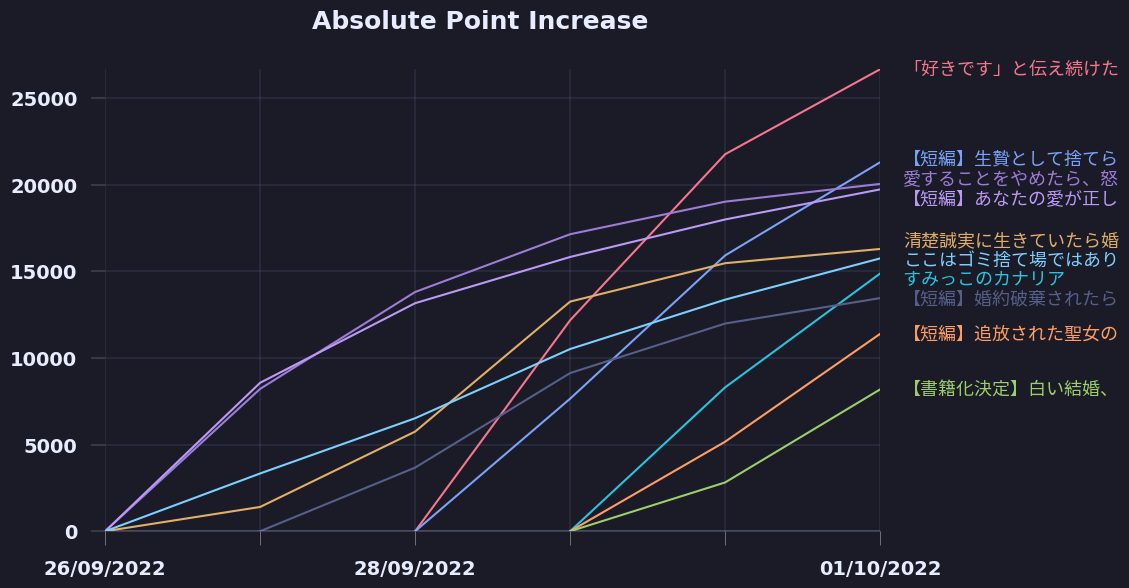 Absolute Point Increase
25000
20000
15000
10000
5000
0
26/09/2022
28/09/2022
01/10/2022
「好きです」と伝え続けた
【短編】生贄として捨てら
愛することをやめたら、怒
【短編】あなたの愛が正し
清楚誠実に生きていたら婚
ここはゴミ捨て場ではあり
すみっこのカナリア
【短編】婚約破棄されたら
【短編】追放された聖女の
【書籍化決定】白い結婚、